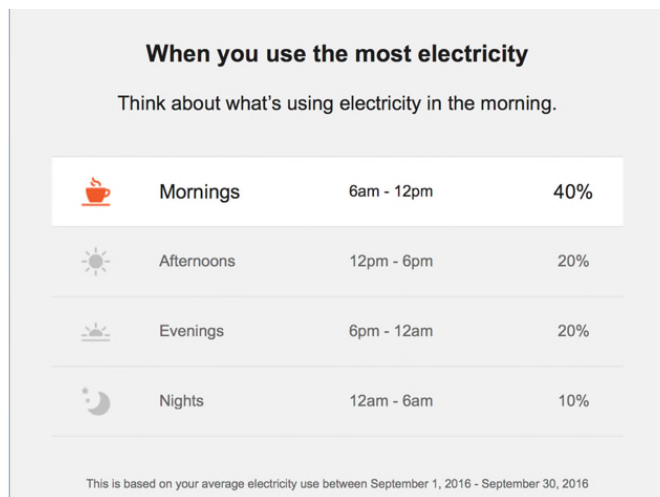 When you use the most electricity
Think about what’s using electricity in the morning.
Mornings 6am - 12pm 40%
Afternoons 12pm - 6pm 20%
Evenings 6pm - 12am 20%
Nights 12am - 6am 10%
This is based on your average electricity use between September 1, 2016 - September 30, 2016